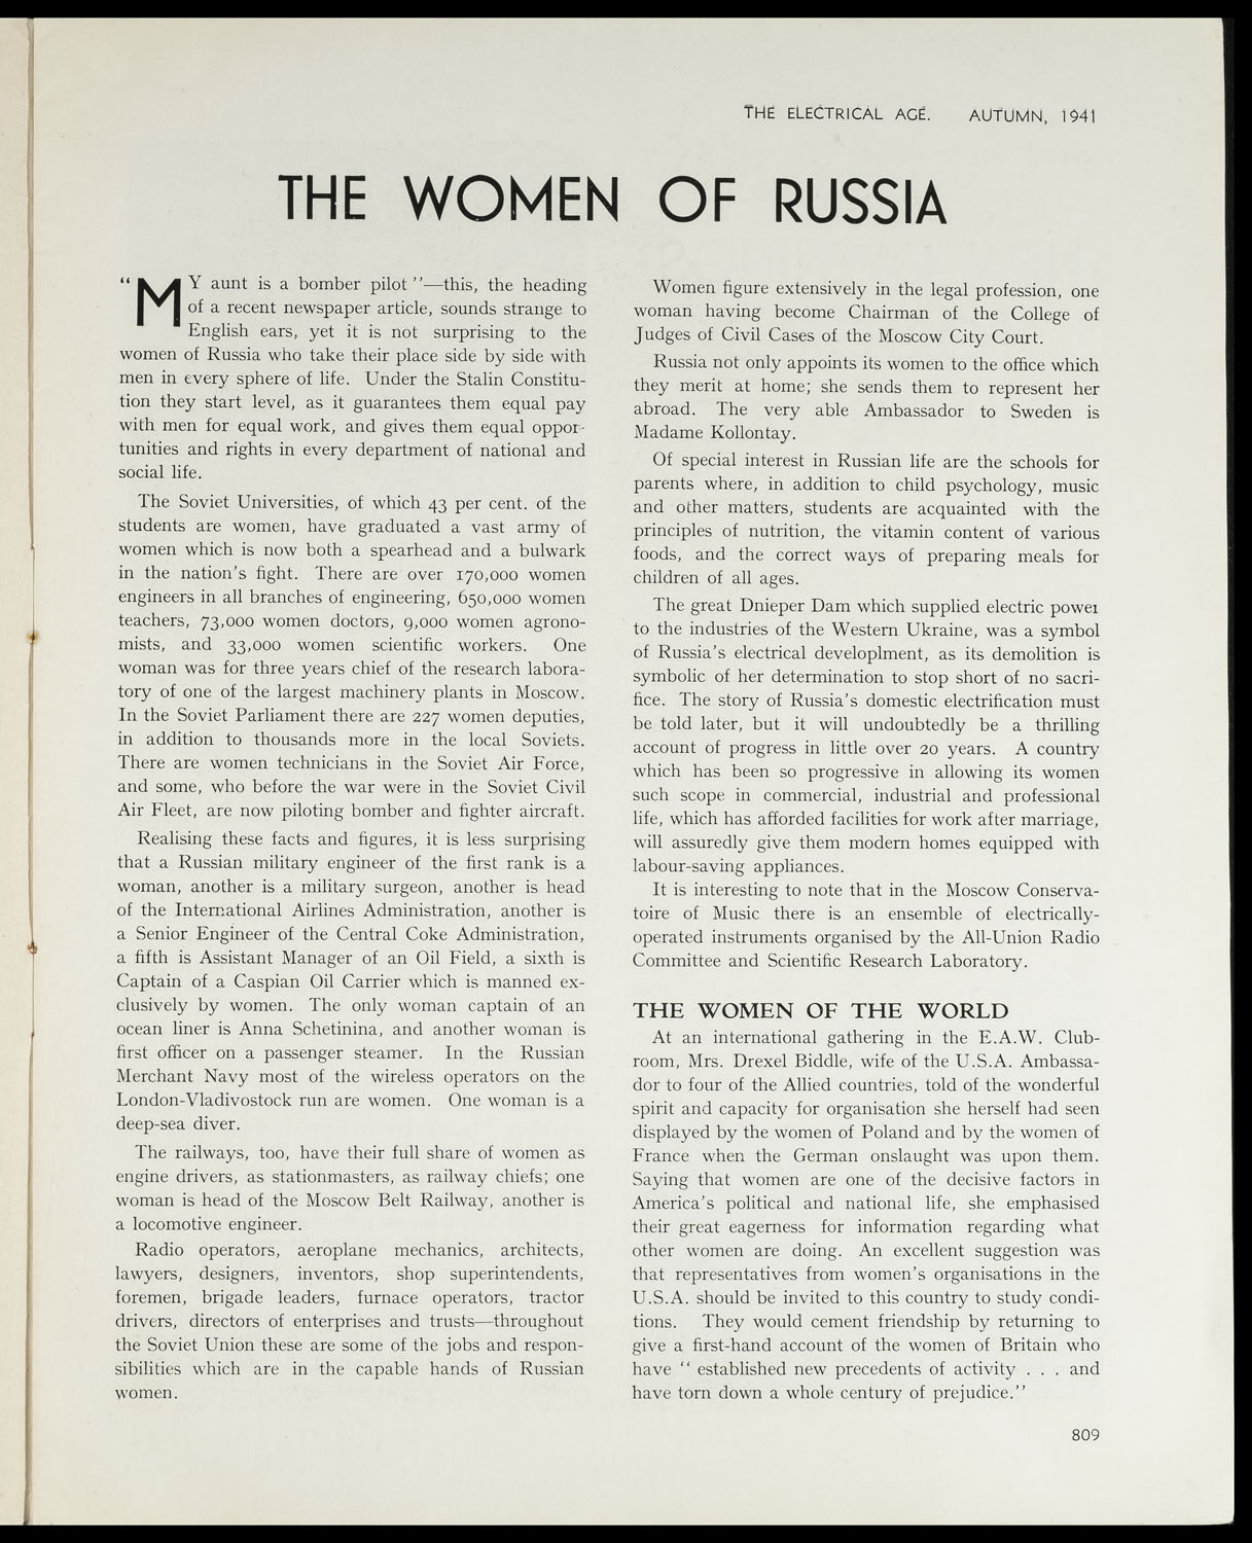 THE ELECTRICAL AGE. AUTUMN, 1941
THE WOMEN OF RUSSIA
“MY aunt is a bomber pilot”—this, the heading
of a recent newspaper article, sounds strange to
English ears, yet it is not surprising to the
women of Russia who take their place side by side with
men in every sphere of life. Under the Stalin Constitu-
tion they start level, as it guarantees them equal pay
with men for equal work, and gives them equal oppor-
tunities and rights in every department of national and
social life.
The Soviet Universities, of which 43 per cent. of the
students are women, have graduated a vast army of
women which is now both a spearhead and a bulwark
in the nation's fight. There are over 170,000 women
engineers in all branches of engineering, 650,000 women
teachers, 73,000 women doctors, 9,000 women agrono-
mists, and 33,000 women scientific workers. One
woman was for three years chief of the research labora-
tory of one of the largest machinery plants in Moscow.
In the Soviet Parliament there are 227 women deputies,
in addition to thousands more in the local Soviets.
There are women technicians in the Soviet Air Force,
and some, who before the war were in the Soviet Civil
Air Fleet, are now piloting bomber and fighter aircraft.
Realising these facts and figures, it is less surprising
that a Russian military engineer of the first rank is a
woman, another is a military surgeon, another is head
of the International Airlines Administration, another is
a Senior Engineer of the Central Coke Administration,
a fifth is Assistant Manager of an Oil Field, a sixth is
Captain of a Caspian Oil Carrier which is manned ex-
clusively by women. The only woman captain of an
ocean liner is Anna Schetinina, and another woman is
first officer on a passenger steamer. In the Russian
Merchant Navy most of the wireless operators on the
London-Vladivostock run are women. One woman is a
deep-sea diver.
The railways, too, have their full share of women as
engine drivers, as stationmasters, as railway chiefs; one
woman is head of the Moscow Belt Railway, another is
a locomotive engineer.
Radio operators, aeroplane mechanics, architects,
lawyers, designers, inventors, shop superintendents,
foremen, brigade leaders, furnace operators, tractor
drivers, directors of enterprises and trusts—throughout
the Soviet Union these are some of the jobs and respon-
sibilities which are in the capable hands of Russian
women.
Women figure extensively in the legal profession, one
woman having become Chairman of the College of
Judges of Civil Cases of the Moscow City Court.
Russia not only appoints its women to the office which
they merit at home; she sends them to represent her
abroad. The very able Ambassador to Sweden is
Madame Kollontay.
Of special interest in Russian life are the schools for
parents where, in addition to child psychology, music
and other matters, students are acquainted with the
principles of nutrition, the vitamin content of various
foods, and the correct ways of preparing meals for
children of all ages.
The great Dnieper Dam which supplied electric power
to the industries of the Western Ukraine, was a symbol
of Russia's electrical developlment, as its demolition is
symbolic of her determination to stop short of no sacri-
fice. The story of Russia's domestic electrification must
be told later, but it will undoubtedly be a thrilling
account of progress in little over 20 years. A country
which has been so progressive in allowing its women
such scope in commercial, industrial and professional
life, which has afforded facilities for work after marriage,
will assuredly give them modern homes equipped with
labour-saving appliances.
It is interesting to note that in the Moscow Conserva-
toire of Music there is an ensemble of electrically-
operated instruments organised by the All-Union Radio
Committee and Scientific Research Laboratory.
THE WOMEN OF THE WORLD
At an international gathering in the E.A.W. Club-
room, Mrs. Drexel Biddle, wife of the U.S.A. Ambassa-
dor to four of the Allied countries, told of the wonderful
spirit and capacity for organisation she herself had seen
displayed by the women of Poland and by the women of
France when the German onslaught was upon them.
Saying that women are one of the decisive factors in
America's political and national life, she emphasised
their great eagerness for information regarding what
other women are doing. An excellent suggestion was
that representatives from women's organisations in the
U.S.A. should be invited to this country to study condi-
tions. They would cement friendship by returning to
give a first-hand account of the women of Britain who
have “established new precedents of activity . . . and
have torn down a whole century of prejudice.”
809